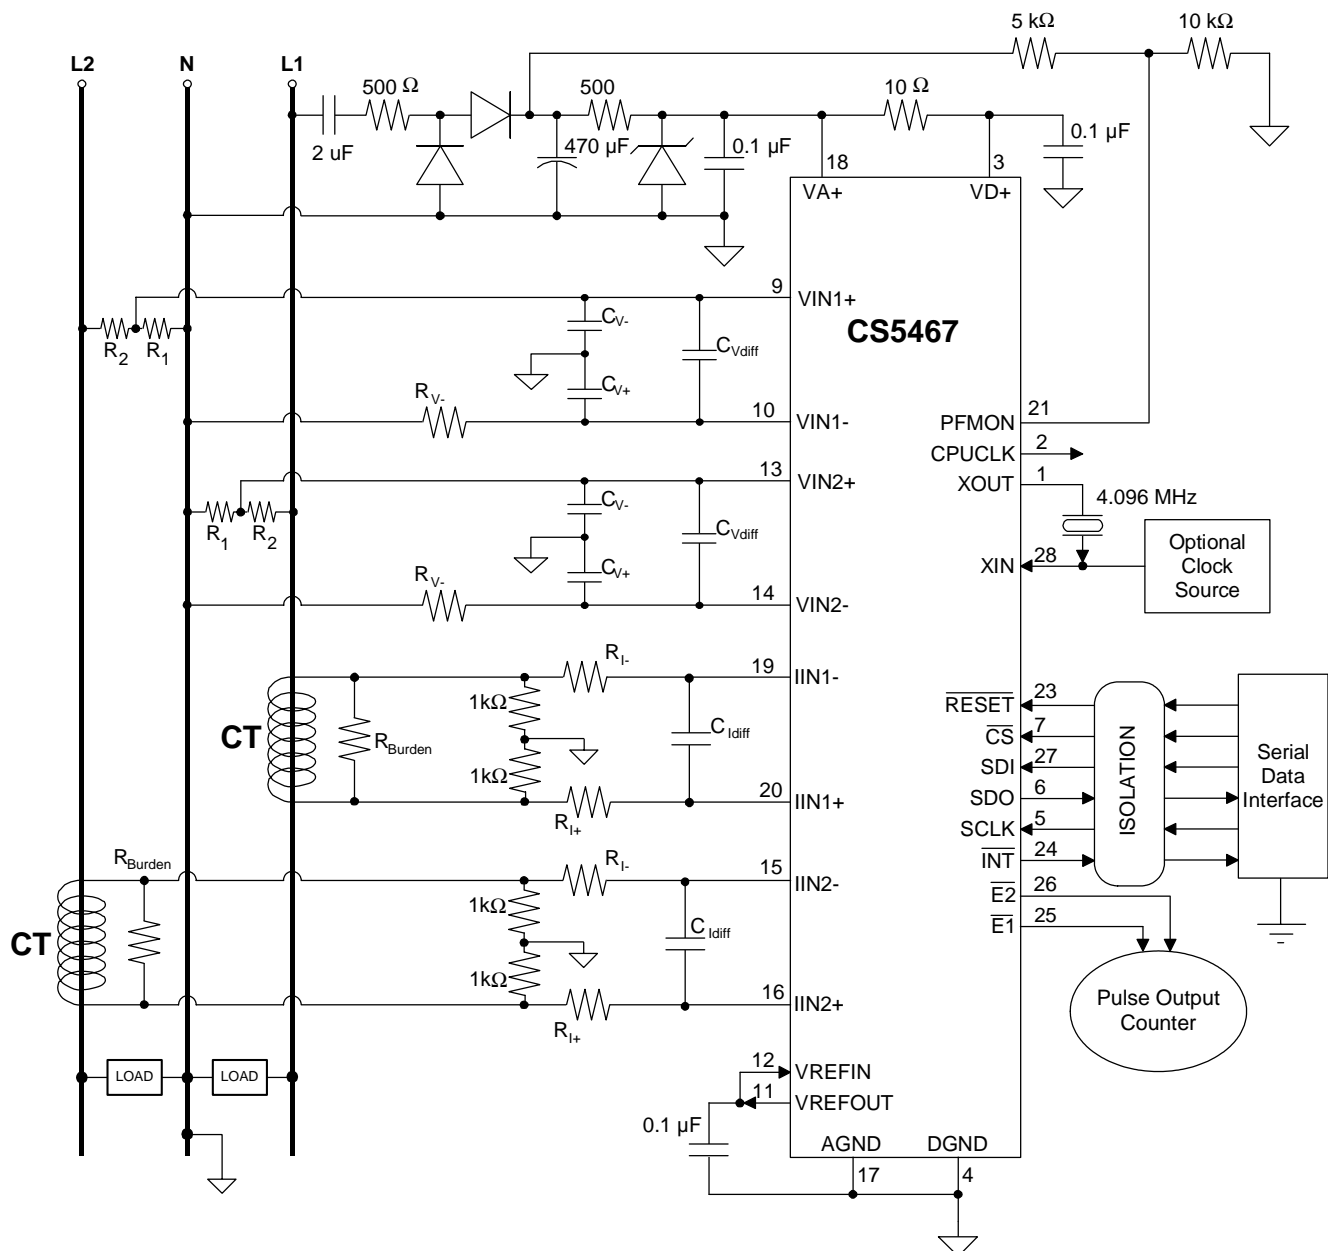 5 kΩ
10 kΩ
L2
N
L1
500 Ω
500
10 Ω
2 uF
470 µF
0.1 µF
0.1 µF
18
3
VA+
VD+
9
VIN1+
CS5467
R2
R1
CV-
CVdiff
CV+
RV-
10
VIN1-
21
PFMON
2
CPUCLK
1
XOUT
4.096 MHz
13
VIN2+
R1
R2
CV-
CVdiff
CV+
RV-
14
VIN2-
28
XIN
Optional
Clock
Source
RI-
19
IIN1-
1kΩ
CT
RBurden
CIdiff
1kΩ
20
IIN1+
RI+
23
RESET
7
CS
27
SDI
6
SDO
5
SCLK
24
INT
ISOLATION
Serial
Data
Interface
RBurden
RI-
15
IIN2-
26
E2
25
E1
1kΩ
CT
CIdiff
1kΩ
16
IIN2+
RI+
Pulse Output
Counter
LOAD
LOAD
12
VREFIN
11
VREFOUT
0.1 µF
AGND
DGND
17
4